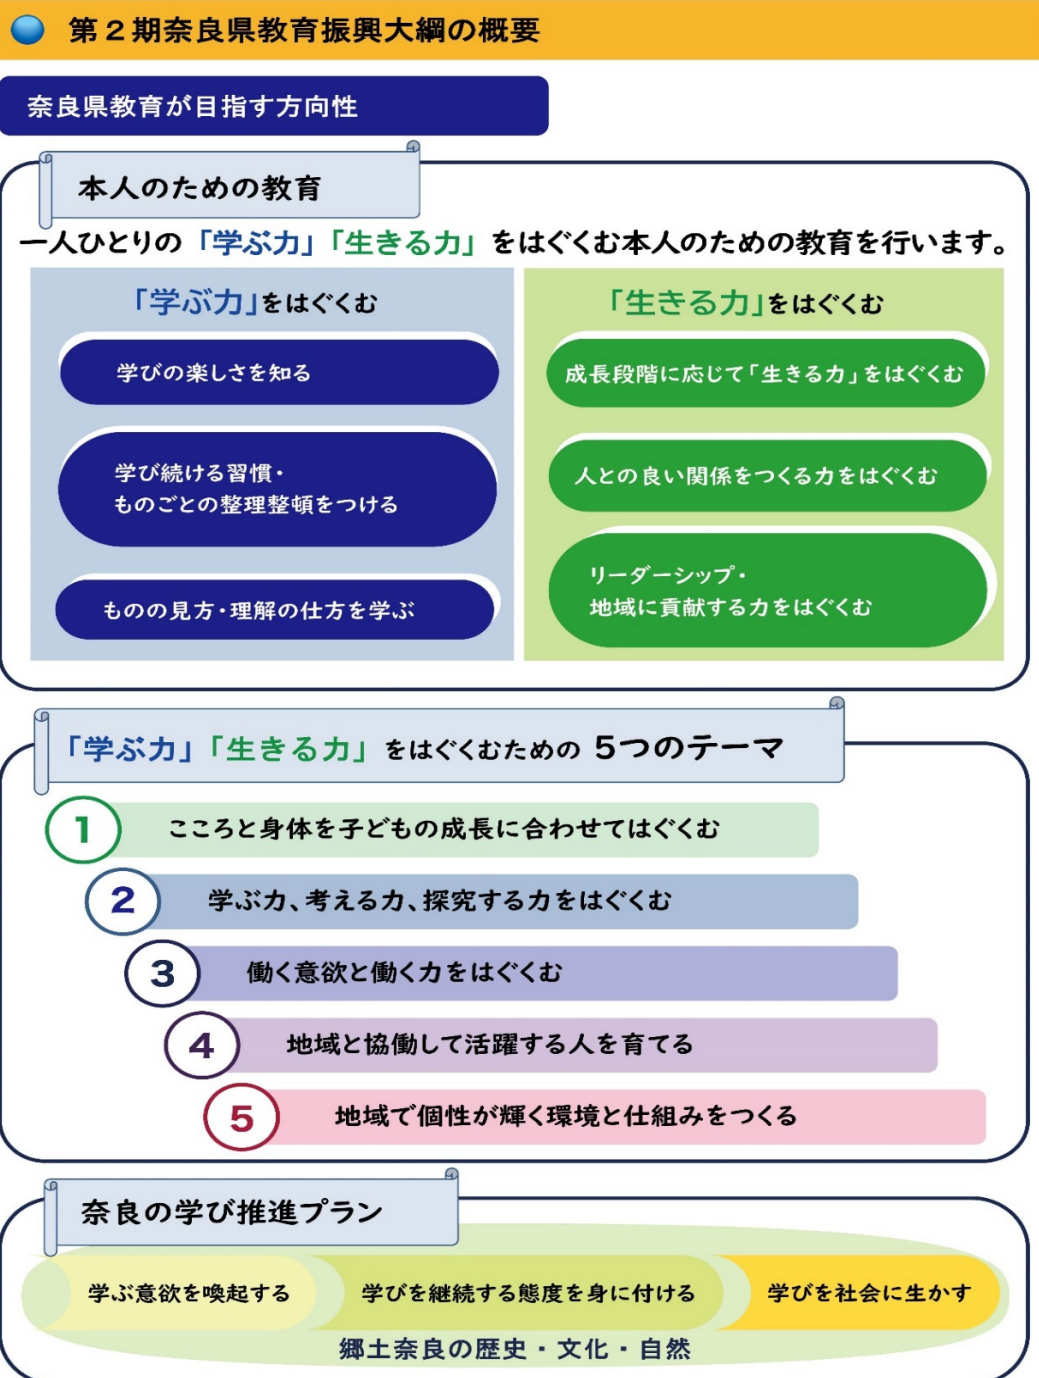 第2期奈良県教育振興大綱の概要
奈良県教育が目指す方向性
本人のための教育
一人ひとりの「学ぶ力」「生きる力」をはぐくむ本人のための教育を行います。
「学ぶ力」をはぐくむ
学びの楽しさを知る
学び続ける習慣・
ものごとの整理整頓をつける
ものの見方・理解の仕方を学ぶ
「生きる力」をはぐくむ
成長段階に応じて「生きる力」をはぐくむ
人との良い関係をつくる力をはぐくむ
リーダーシップ・
地域に貢献する力をはぐくむ
「学ぶ力」「生きる力」をはぐくむための 5つのテーマ
1 こころと身体を子どもの成長に合わせてはぐくむ
2 学ぶ力、考える力、探究する力をはぐくむ
3 働く意欲と働く力をはぐくむ
4 地域と協働して活躍する人を育てる
5 地域で個性が輝く環境と仕組みをつくる
奈良の学び推進プラン
学ぶ意欲を喚起する
学びを継続する態度を身に付ける
学びを社会に生かす
郷土奈良の歴史・文化・自然